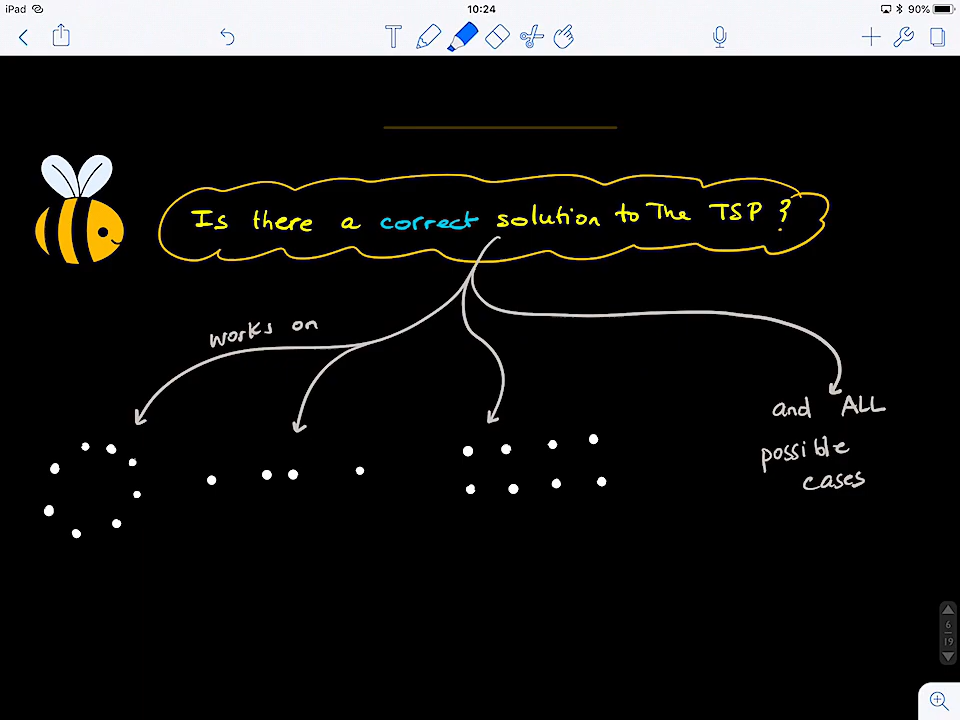 iPad
10:24
90%
T
Is there a correct solution to The TSP ?
works on
and ALL
possible
cases
6
19